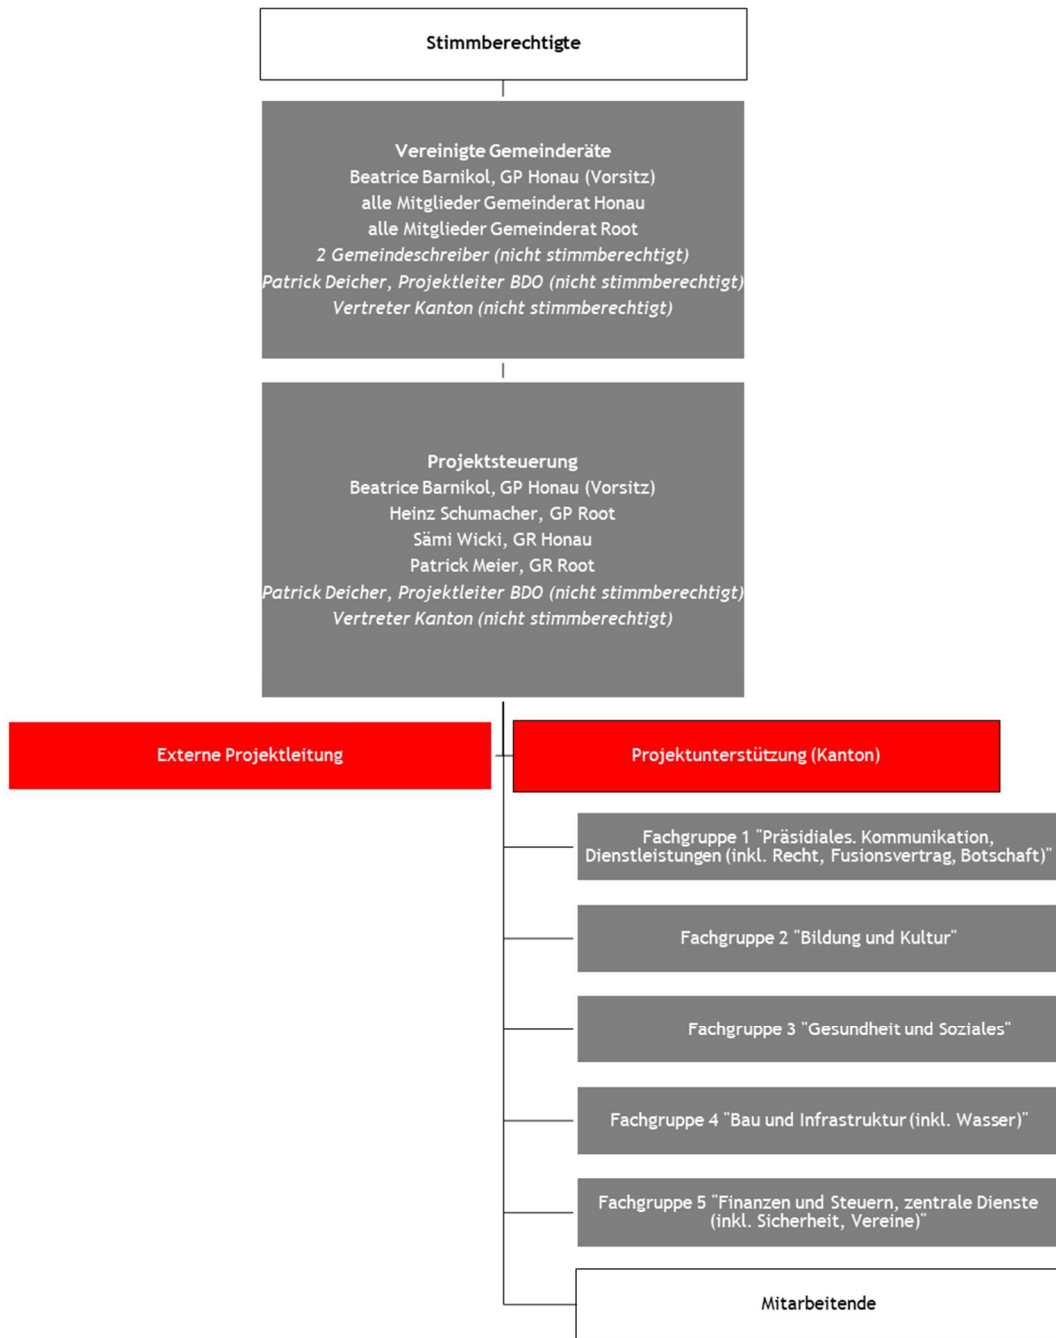 Stimmberechtigte
Vereinigte Gemeinderäte
Beatrice Barnikol, GP Honau (Vorsitz)
alle Mitglieder Gemeinderat Honau
alle Mitglieder Gemeinderat Root
2 Gemeindeschreiber (nicht stimmberechtigt)
Patrick Deicher, Projektleiter BDO (nicht stimmberechtigt)
Vertreter Kanton (nicht stimmberechtigt)
Projektsteuerung
Beatrice Barnikol, GP Honau (Vorsitz)
Heinz Schumacher, GP Root
Sämi Wicki, GR Honau
Patrick Meier, GR Root
Patrick Deicher, Projektleiter BDO (nicht stimmberechtigt)
Vertreter Kanton (nicht stimmberechtigt)
Externe Projektleitung
Projektunterstützung (Kanton)
Fachgruppe 1 "Präsidiales. Kommunikation,
Dienstleistungen (inkl. Recht, Fusionsvertrag, Botschaft)"
Fachgruppe 2 "Bildung und Kultur"
Fachgruppe 3 "Gesundheit und Soziales"
Fachgruppe 4 "Bau und Infrastruktur (inkl. Wasser)"
Fachgruppe 5 "Finanzen und Steuern, zentrale Dienste
(inkl. Sicherheit, Vereine)"
Mitarbeitende